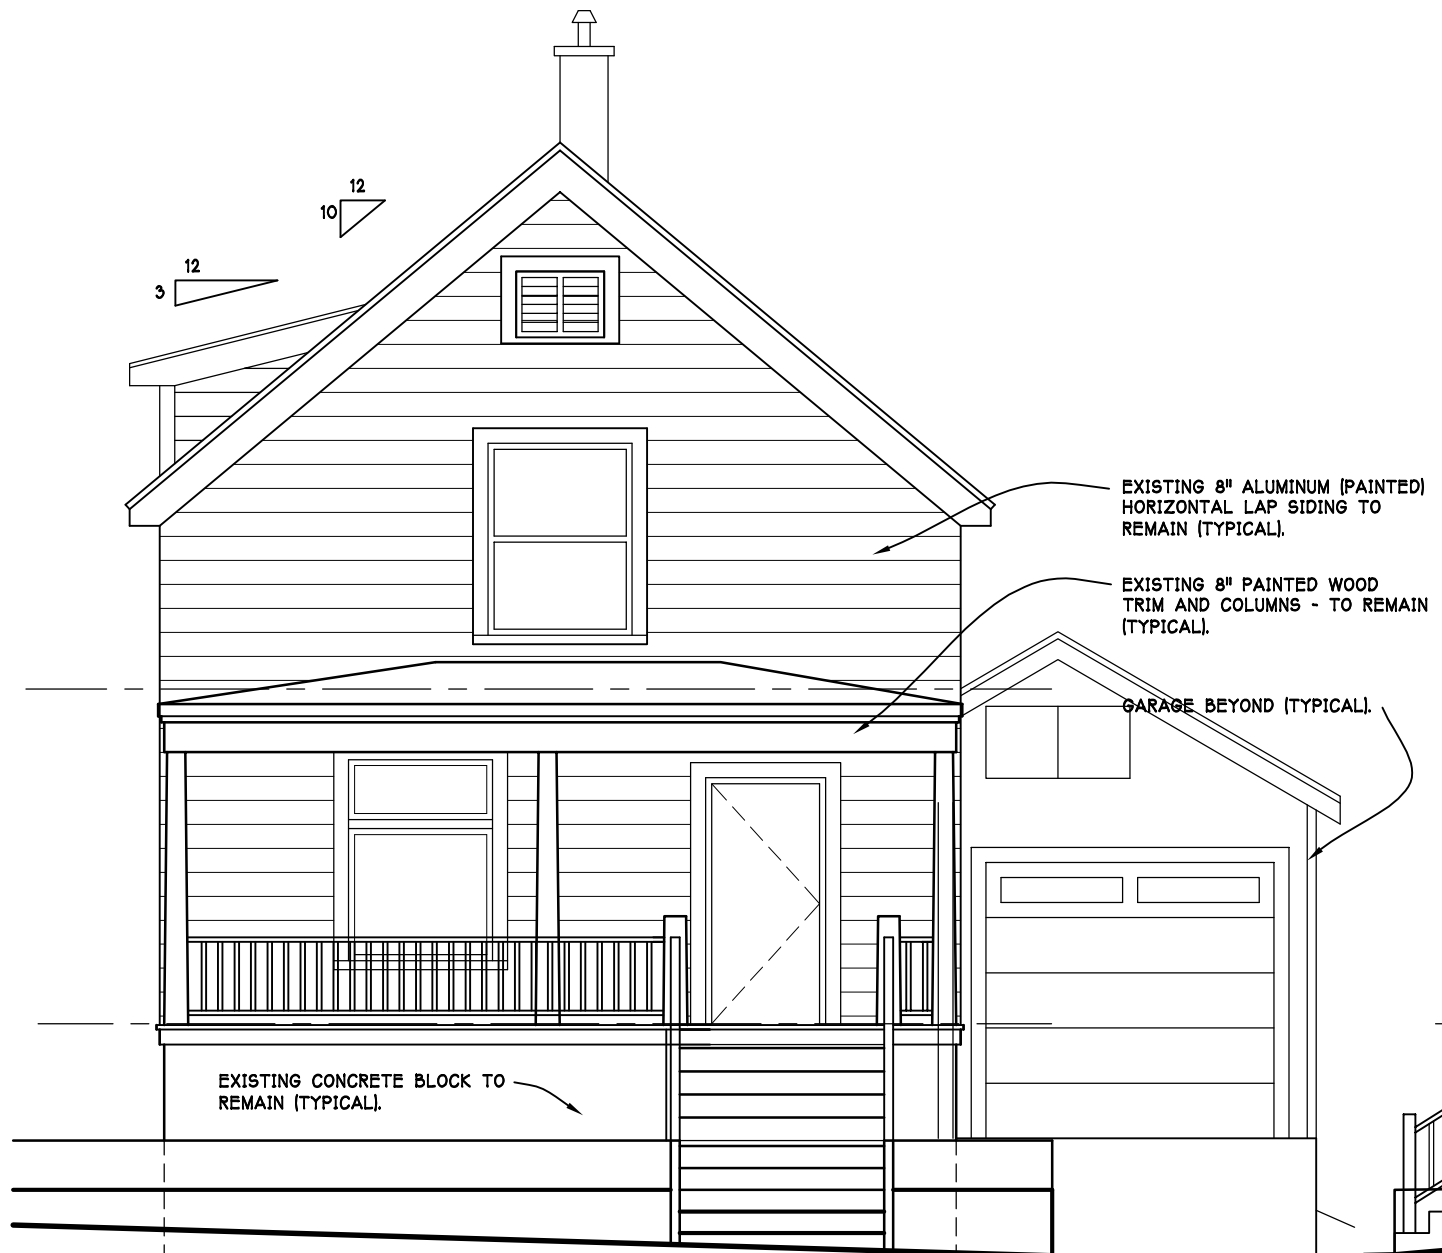 12
10
12
3
EXISTING 8" ALUMINUM (PAINTED)
HORIZONTAL LAP SIDING TO
REMAIN (TYPICAL).
EXISTING 8" PAINTED WOOD
TRIM AND COLUMNS - TO REMAIN
(TYPICAL).
GARAGE BEYOND (TYPICAL).
EXISTING CONCRETE BLOCK TO
REMAIN (TYPICAL).